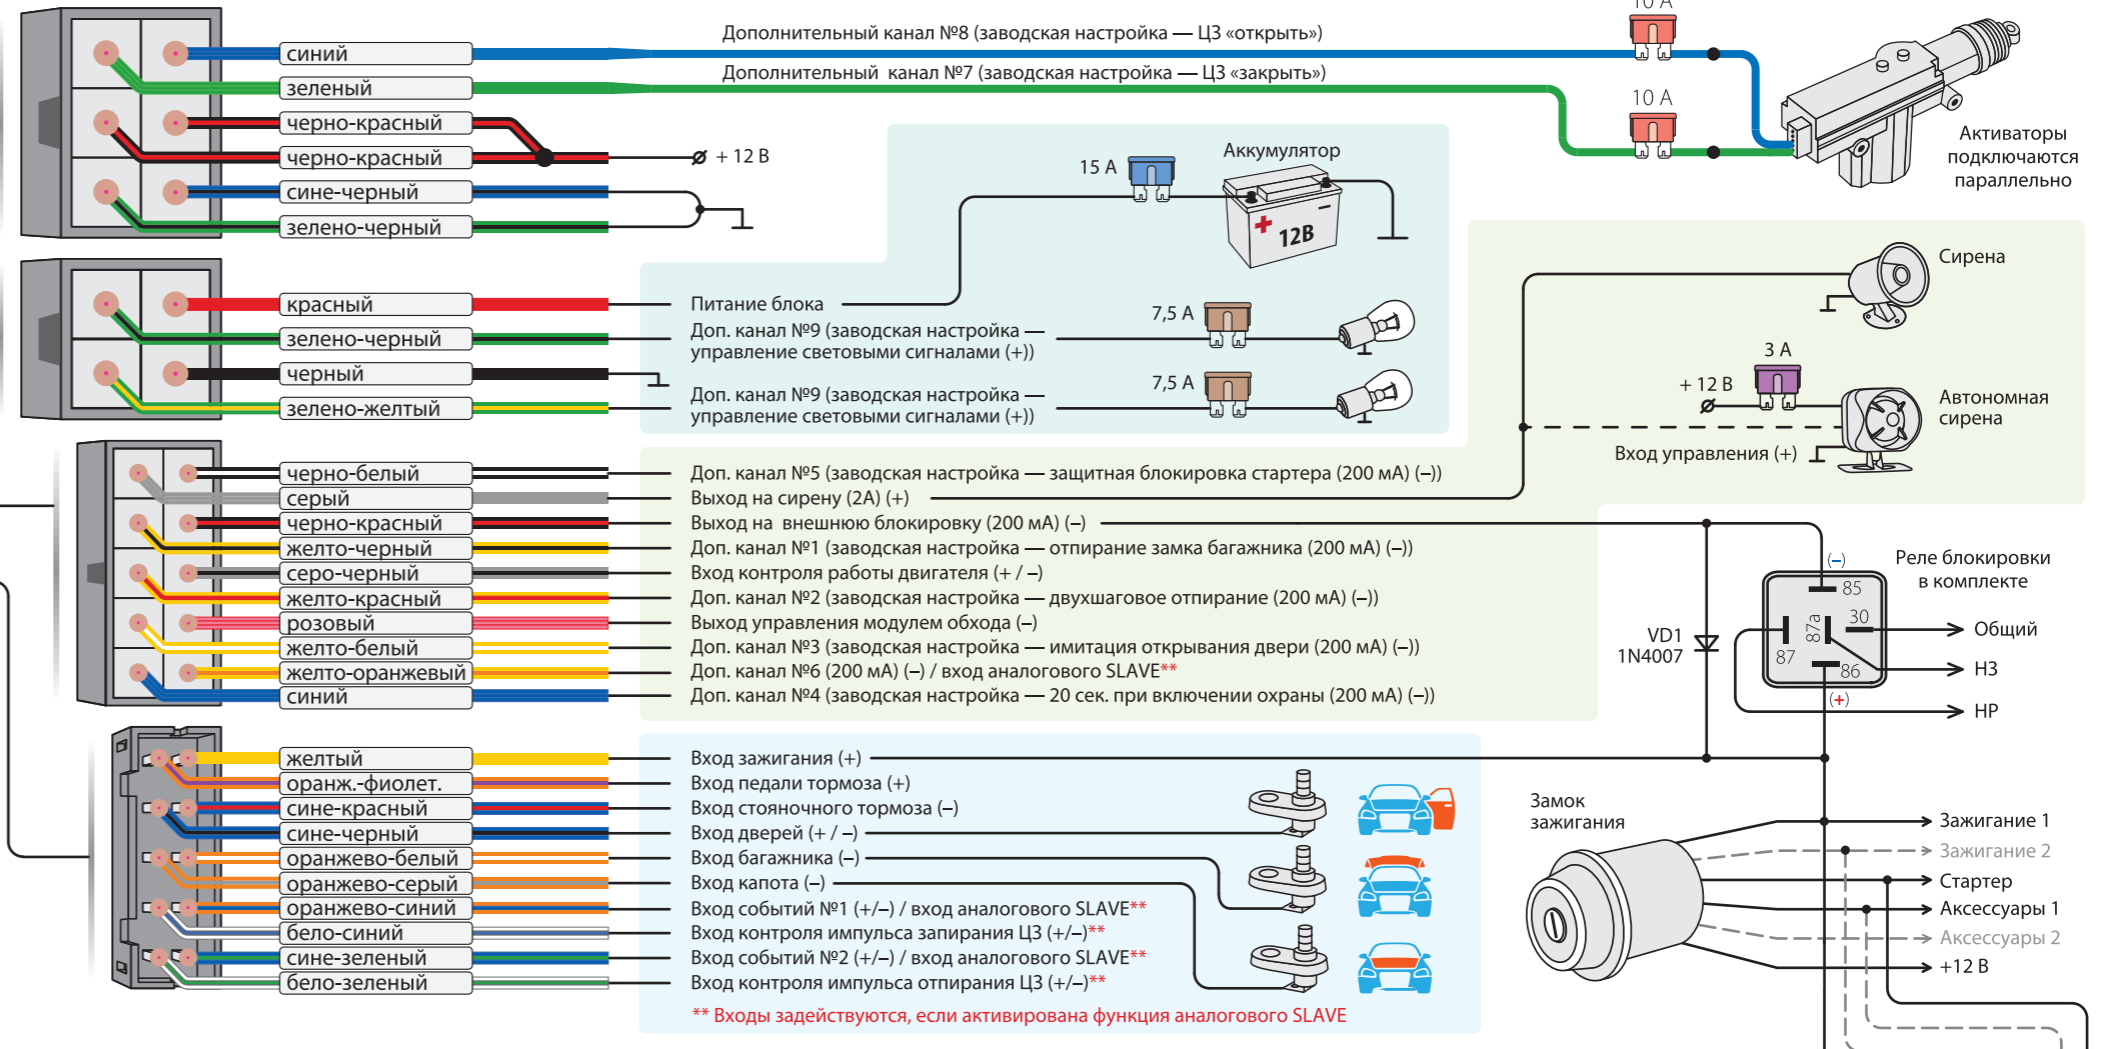 10 А
синий
Дополнительный канал №8 (заводская настройка — ЦЗ «открыть»)
зеленый
Дополнительный канал №7 (заводская настройка — ЦЗ «закрыть»)
10 А
Активаторы
подключаются
параллельно
черно-красный
черно-красный
+ 12 В
сине-черный
зелено-черный
15 А
Аккумулятор
12В
красный
Питание блока
зелено-черный
Доп. канал №9 (заводская настройка —
управление световыми сигналами (+))
7,5 А
черный
зелено-желтый
Доп. канал №9 (заводская настройка —
управление световыми сигналами (+))
7,5 А
Сирена
3 А
+ 12 В
Автономная
сирена
Вход управления (+)
черно-белый
Доп. канал №5 (заводская настройка — защитная блокировка стартера (200 мА) (–))
серый
Выход на сирену (2А) (+)
черно-красный
Выход на внешнюю блокировку (200 мА) (–)
желто-черный
Доп. канал №1 (заводская настройка — отпирание замка багажника (200 мА) (–))
серо-черный
Вход контроля работы двигателя (+ / –)
желто-красный
Доп. канал №2 (заводская настройка — двухшаговое отпирание (200 мА) (–))
розовый
Выход управления модулем обхода (–)
желто-белый
Доп. канал №3 (заводская настройка — имитация открывания двери (200 мА) (–))
желто-оранжевый
Доп. канал №6 (200 мА) (–) / вход аналогового SLAVE**
синий
Доп. канал №4 (заводская настройка — 20 сек. при включении охраны (200 мА) (–))
Реле блокировки
в комплекте
(–)
85
30
87а
87
86
(+)
Общий
НЗ
НР
VD1
1N4007
желтый
Вход зажигания (+)
оранж.-фиолет.
Вход педали тормоза (+)
сине-красный
Вход стояночного тормоза (–)
сине-черный
Вход дверей (+ / –)
оранжево-белый
Вход багажника (–)
оранжево-серый
Вход капота (–)
оранжево-синий
Вход событий №1 (+/–) / вход аналогового SLAVE**
бело-синий
Вход контроля импульса запирания ЦЗ (+/–)**
сине-зеленый
Вход событий №2 (+/–) / вход аналогового SLAVE**
бело-зеленый
Вход контроля импульса отпирания ЦЗ (+/–)**
** Входы задействуются, если активирована функция аналогового SLAVE
Замок
зажигания
Зажигание 1
Зажигание 2
Стартер
Аксессуары 1
Аксессуары 2
+12 В